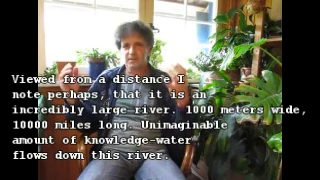 Viewed from a distance I
note perhaps, that it is an
incredibly large river. 1000 meters wide,
10000 miles long. Unimaginable
amount of knowledge-water
flows down this river.